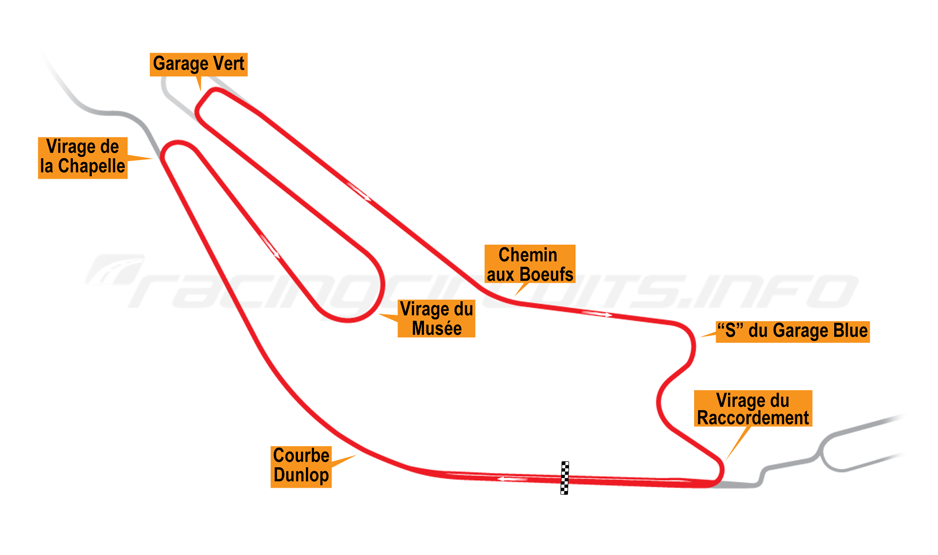 Garage Vert
Virage de
la Chapelle
Chemin
aux Boeufs
racingcircuits.info
Virage du
Musée
“S” du Garage Blue
Virage du
Raccordement
Courbe
Dunlop